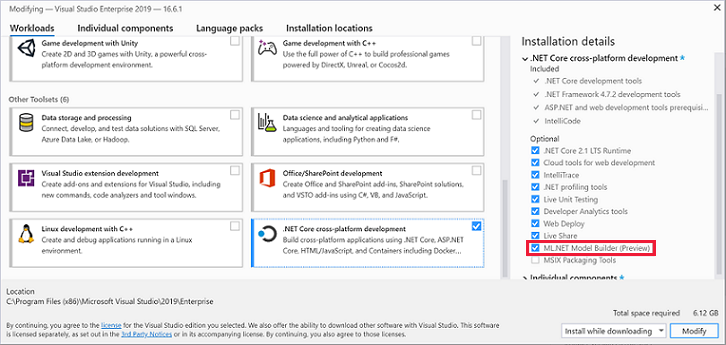 Modifying — Visual Studio Enterprise 2019 — 16.6.1
Workloads Individual components Language packs Installation locations
Game development with Unity
Create 2D and 3D games with Unity, a powerful cross-
platform development environment.
Game development with C++
Use the full power of C++ to build professional games
powered by DirectX, Unreal, or Cocos2d.
Other Toolsets (6)
Data storage and processing
Connect, develop, and test data solutions with SQL Server,
Azure Data Lake, or Hadoop.
Data science and analytical applications
Languages and tooling for creating data science
applications, including Python and F#.
Visual Studio extension development
Create add-ons and extensions for Visual Studio, including
new commands, code analyzers and tool windows.
Office/SharePoint development
Create Office and SharePoint add-ins, SharePoint solutions,
and VSTO add-ins using C#, VB, and JavaScript.
Linux development with C++
Create and debug applications running in a Linux
environment.
.NET Core cross-platform development
Build cross-platform applications using .NET Core, ASP.NET
Core, HTML/JavaScript, and Containers including Docker...
Installation details
.NET Core cross-platform development *
Included
.NET Core development tools
.NET Framework 4.7.2 development tools
ASP.NET and web development tools prerequisi...
IntelliCode
Optional
.NET Core 2.1 LTS Runtime
Cloud tools for web development
IntelliTrace
.NET profiling tools
Live Unit Testing
Developer Analytics tools
Web Deploy
Live Share
ML.NET Model Builder (Preview)
MSIX Packaging Tools
Individual components *
Location
C:\Program Files (x86)\Microsoft Visual Studio\2019\Enterprise
Total space required 6.12 GB
By continuing, you agree to the license for the Visual Studio edition you selected. We also offer the ability to download other software with Visual Studio. This software
is licensed separately, as set out in the 3rd Party Notices or in its accompanying license. By continuing, you also agree to those licenses.
Install while downloading
Modify